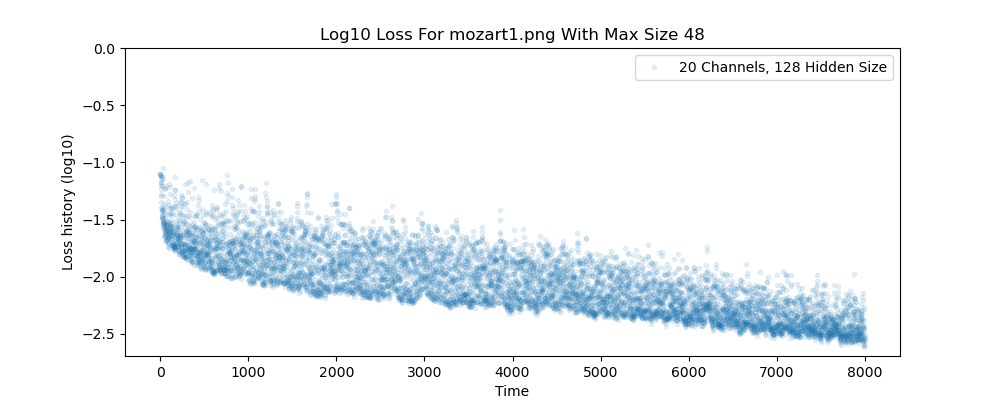 Log10 Loss For mozart1.png With Max Size 48
20 Channels, 128 Hidden Size
0.0
−0.5
−1.0
−1.5
−2.0
−2.5
Loss history (log10)
0 1000 2000 3000 4000 5000 6000 7000 8000
Time